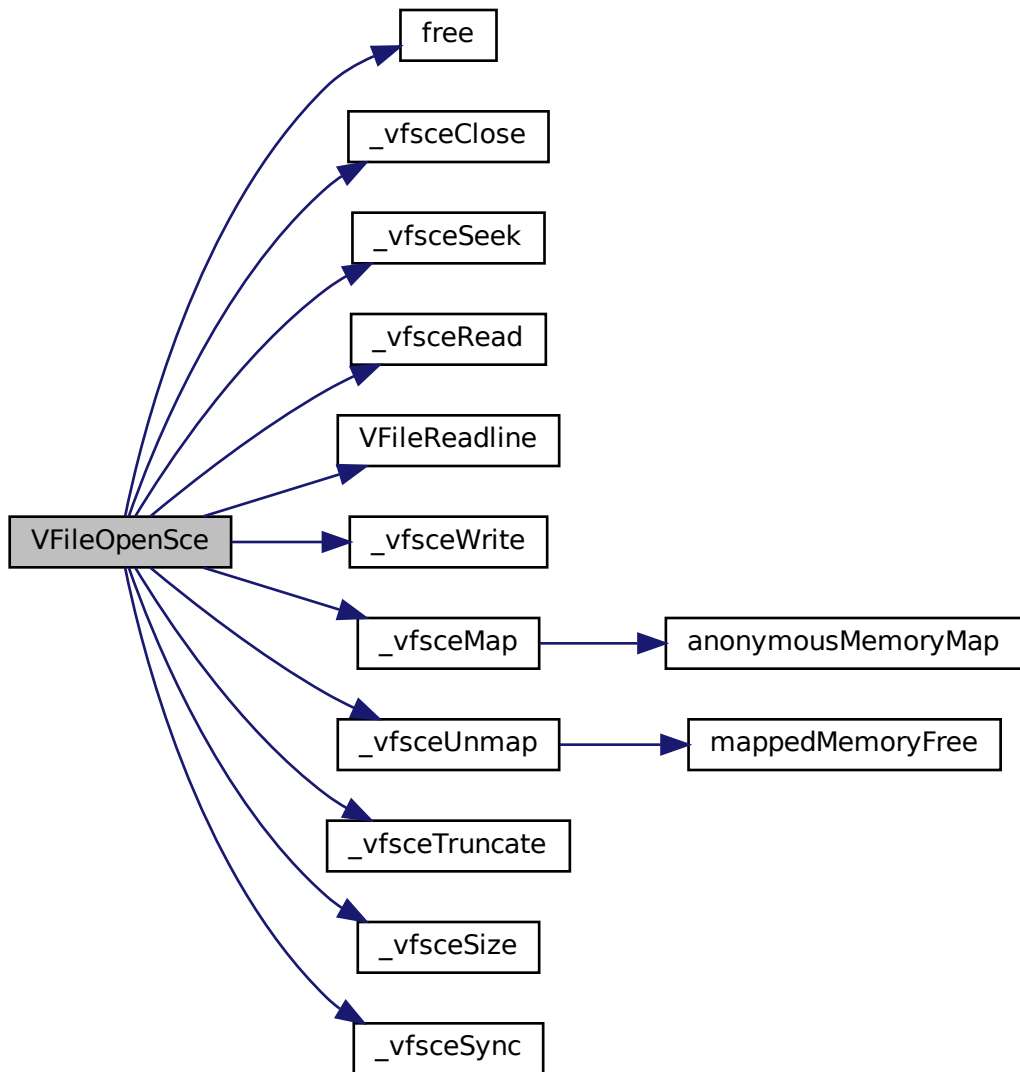 free
_vfsceClose
_vfsceSeek
_vfsceRead
VFileReadline
VFileOpenSce
_vfsceWrite
_vfsceMap
anonymousMemoryMap
_vfsceUnmap
mappedMemoryFree
_vfsceTruncate
_vfsceSize
_vfsceSync